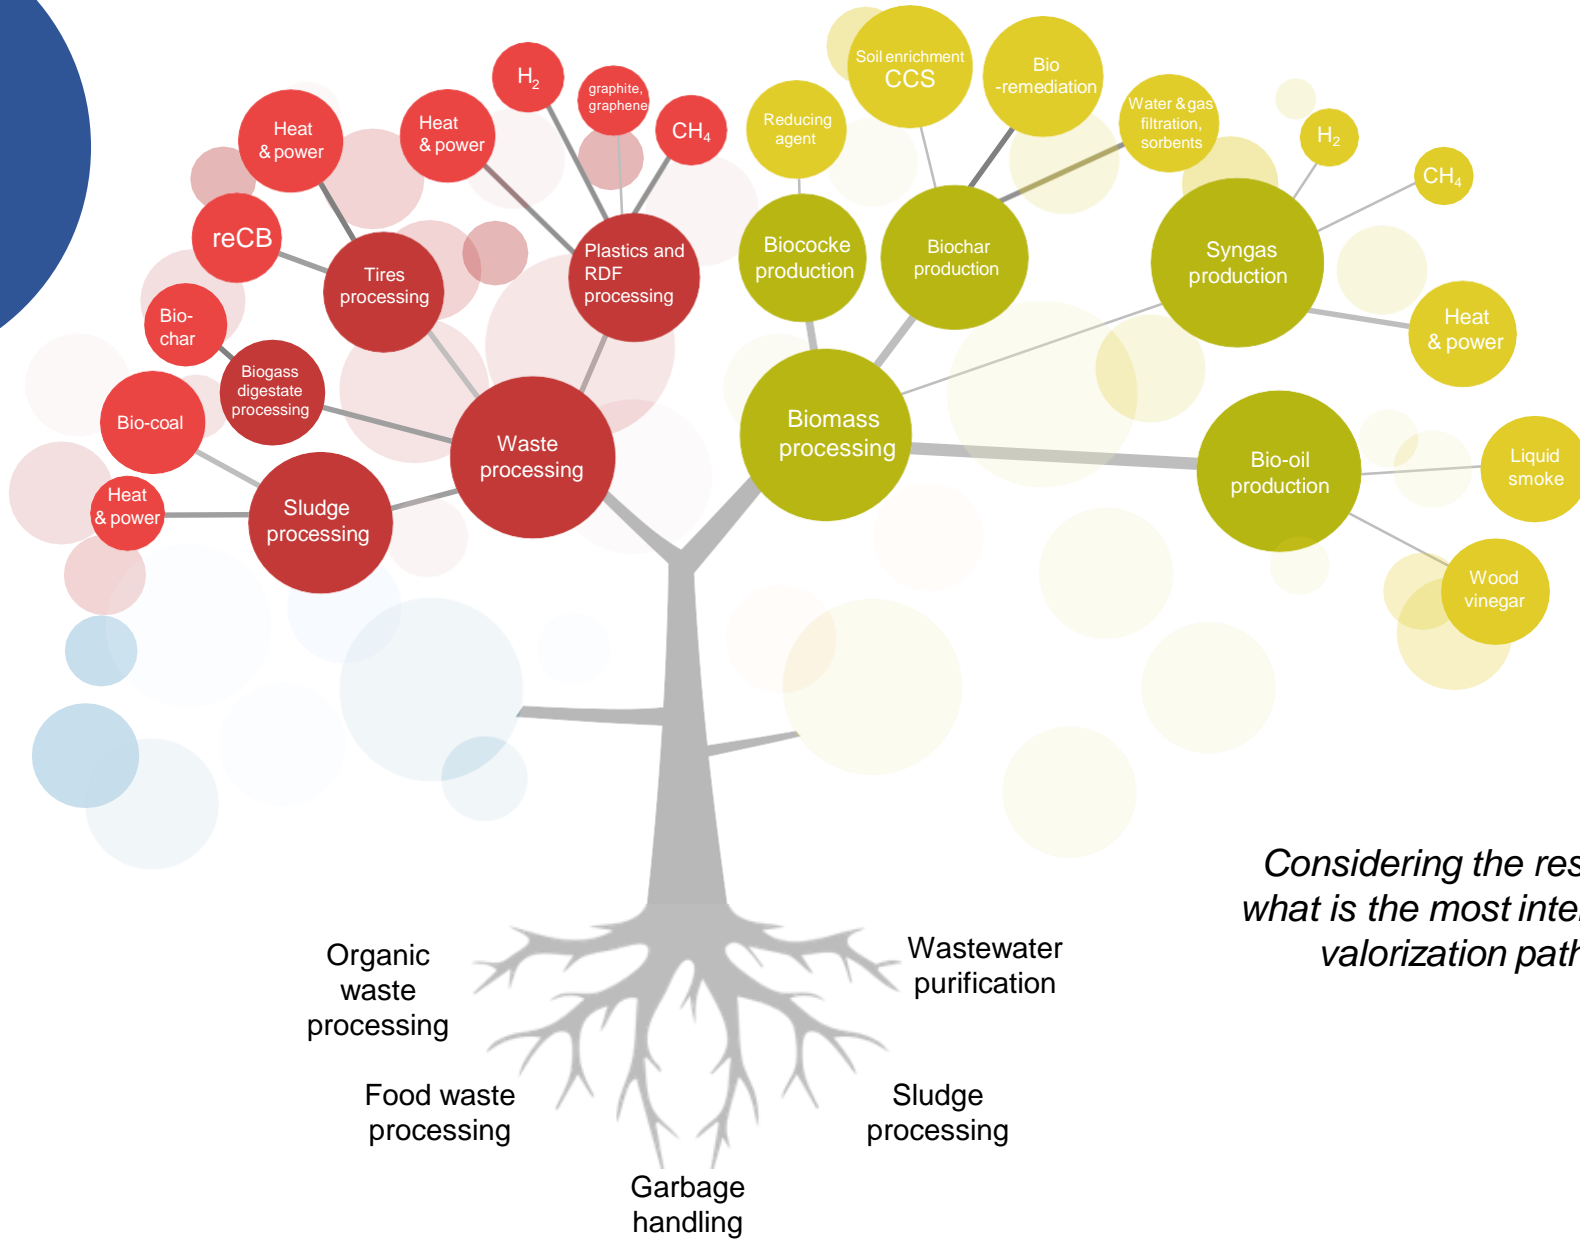 H2
graphite,
graphene
CH4
Heat
& power
Heat
& power
reCB
Bio-
char
Bio-coal
Heat
& power
Tires
processing
Plastics and
RDF
processing
Biogass
digestate
processing
Sludge
processing
Waste
processing
Reducing
agent
Soil enrichment
CCS
Bio
-remediation
Water & gas
filtration,
sorbents
H2
CH4
Heat
& power
Liquid
smoke
Wood
vinegar
Biococke
production
Biochar
production
Syngas
production
Bio-oil
production
Biomass
processing
Considering the res
what is the most inte
valorization path
Organic
waste
processing
Food waste
processing
Garbage
handling
Sludge
processing
Wastewater
purification